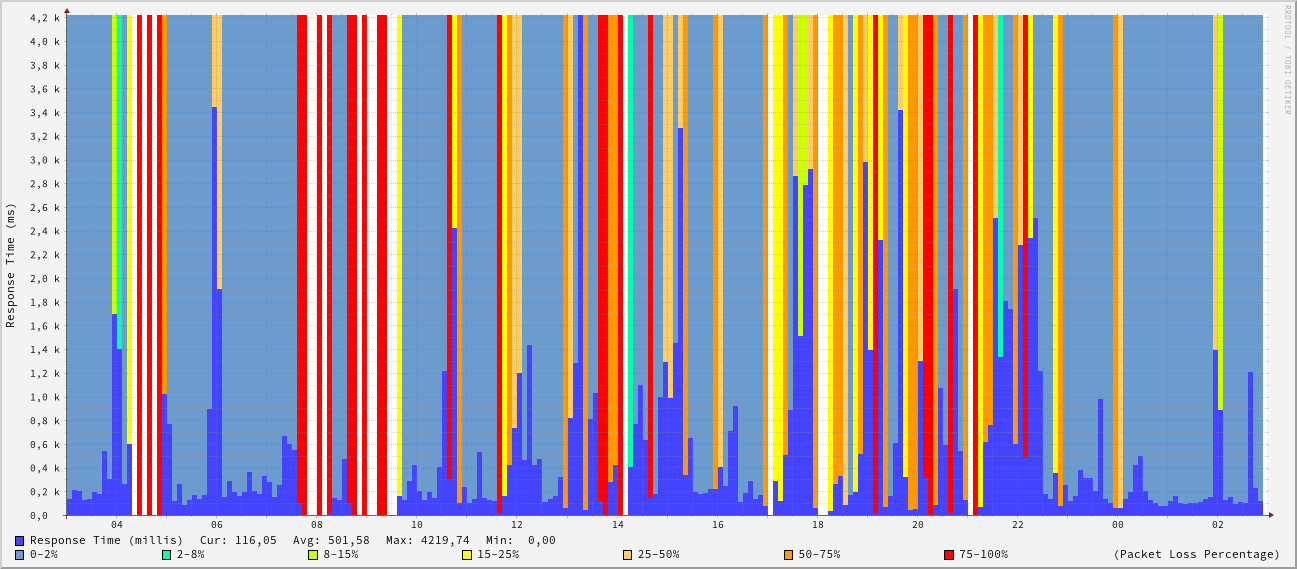 4,2 k
4,0 k
3,8 k
3,6 k
3,4 k
3,2 k
3,0 k
2,8 k
2,6 k
2,4 k
2,2 k
2,0 k
1,8 k
1,6 k
1,4 k
1,2 k
1,0 k
0,8 k
0,6 k
0,4 k
0,2 k
0,0
Response Time (ms)
RRDTOOL / TOBI OETIKER
04 06 08 10 12 14 16 18 20 22 00 02
Response Time (millis) Cur: 116,05 Avg: 501,58 Max: 4219,74 Min: 0,00
0-2% 2-8% 8-15% 15-25% 25-50% 50-75% 75-100% (Packet Loss Percentage)